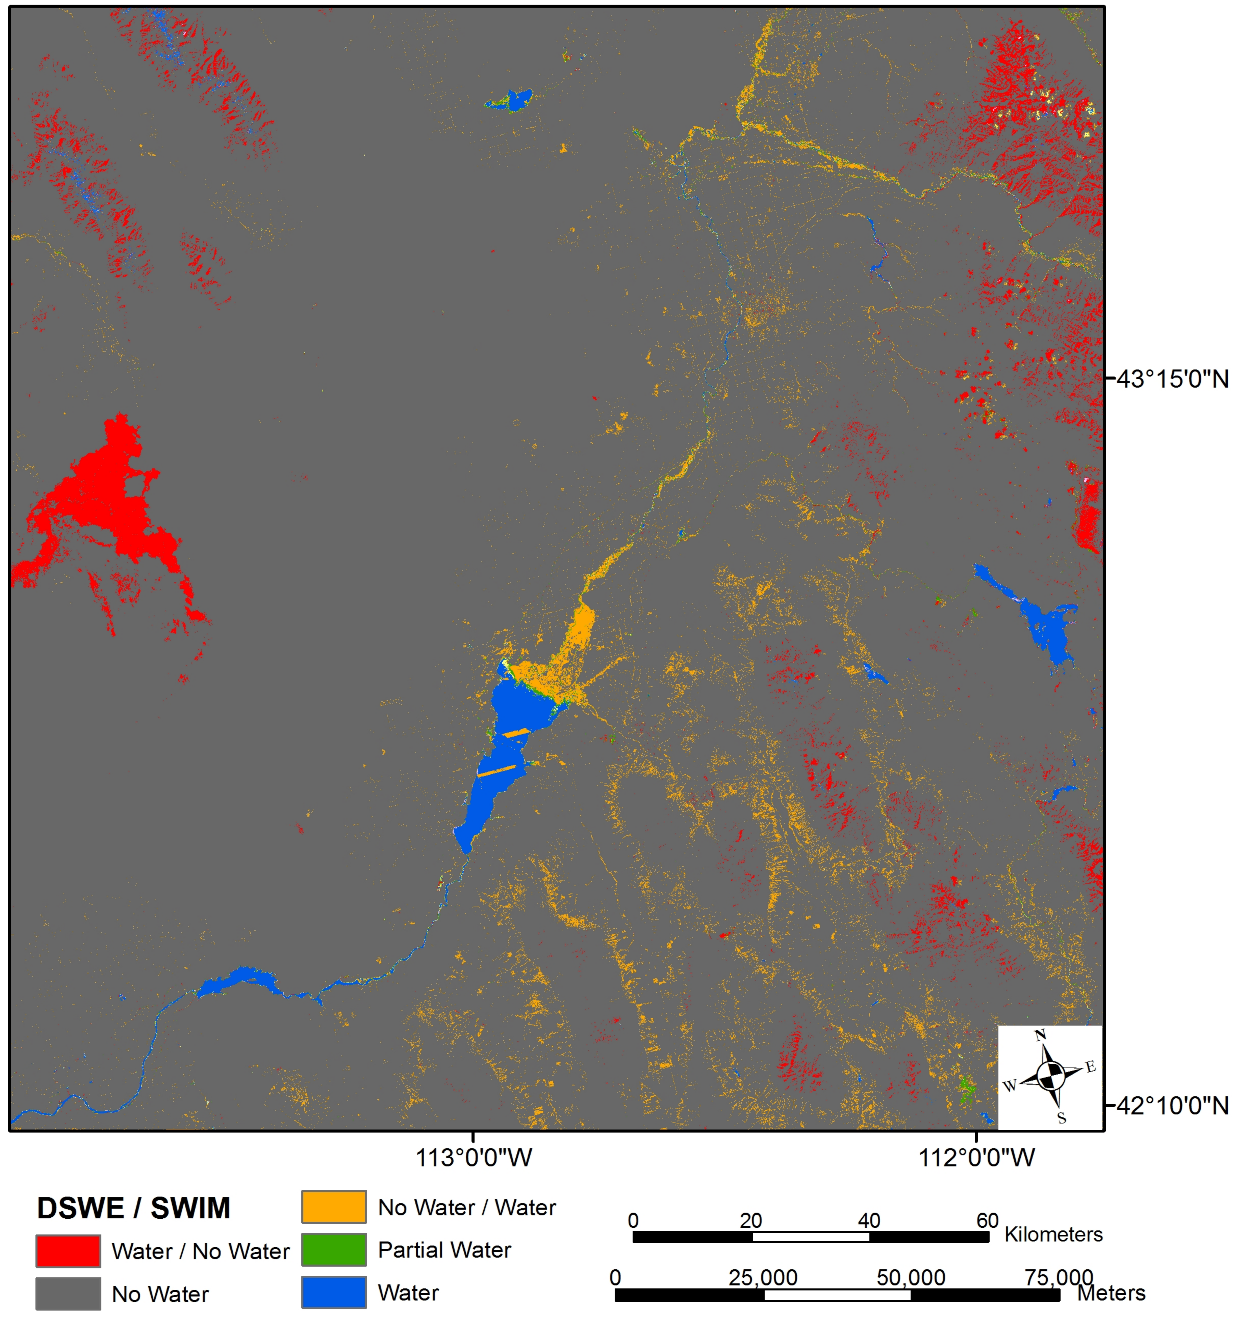 N
W
E
S
43°15'0"N
42°10'0"N
113°0'0"W
112°0'0"W
DSWE / SWIM
Water / No Water
No Water
No Water / Water
Partial Water
Water
0 20 40 60
Kilometers
0 25,000 50,000 75,000
Meters